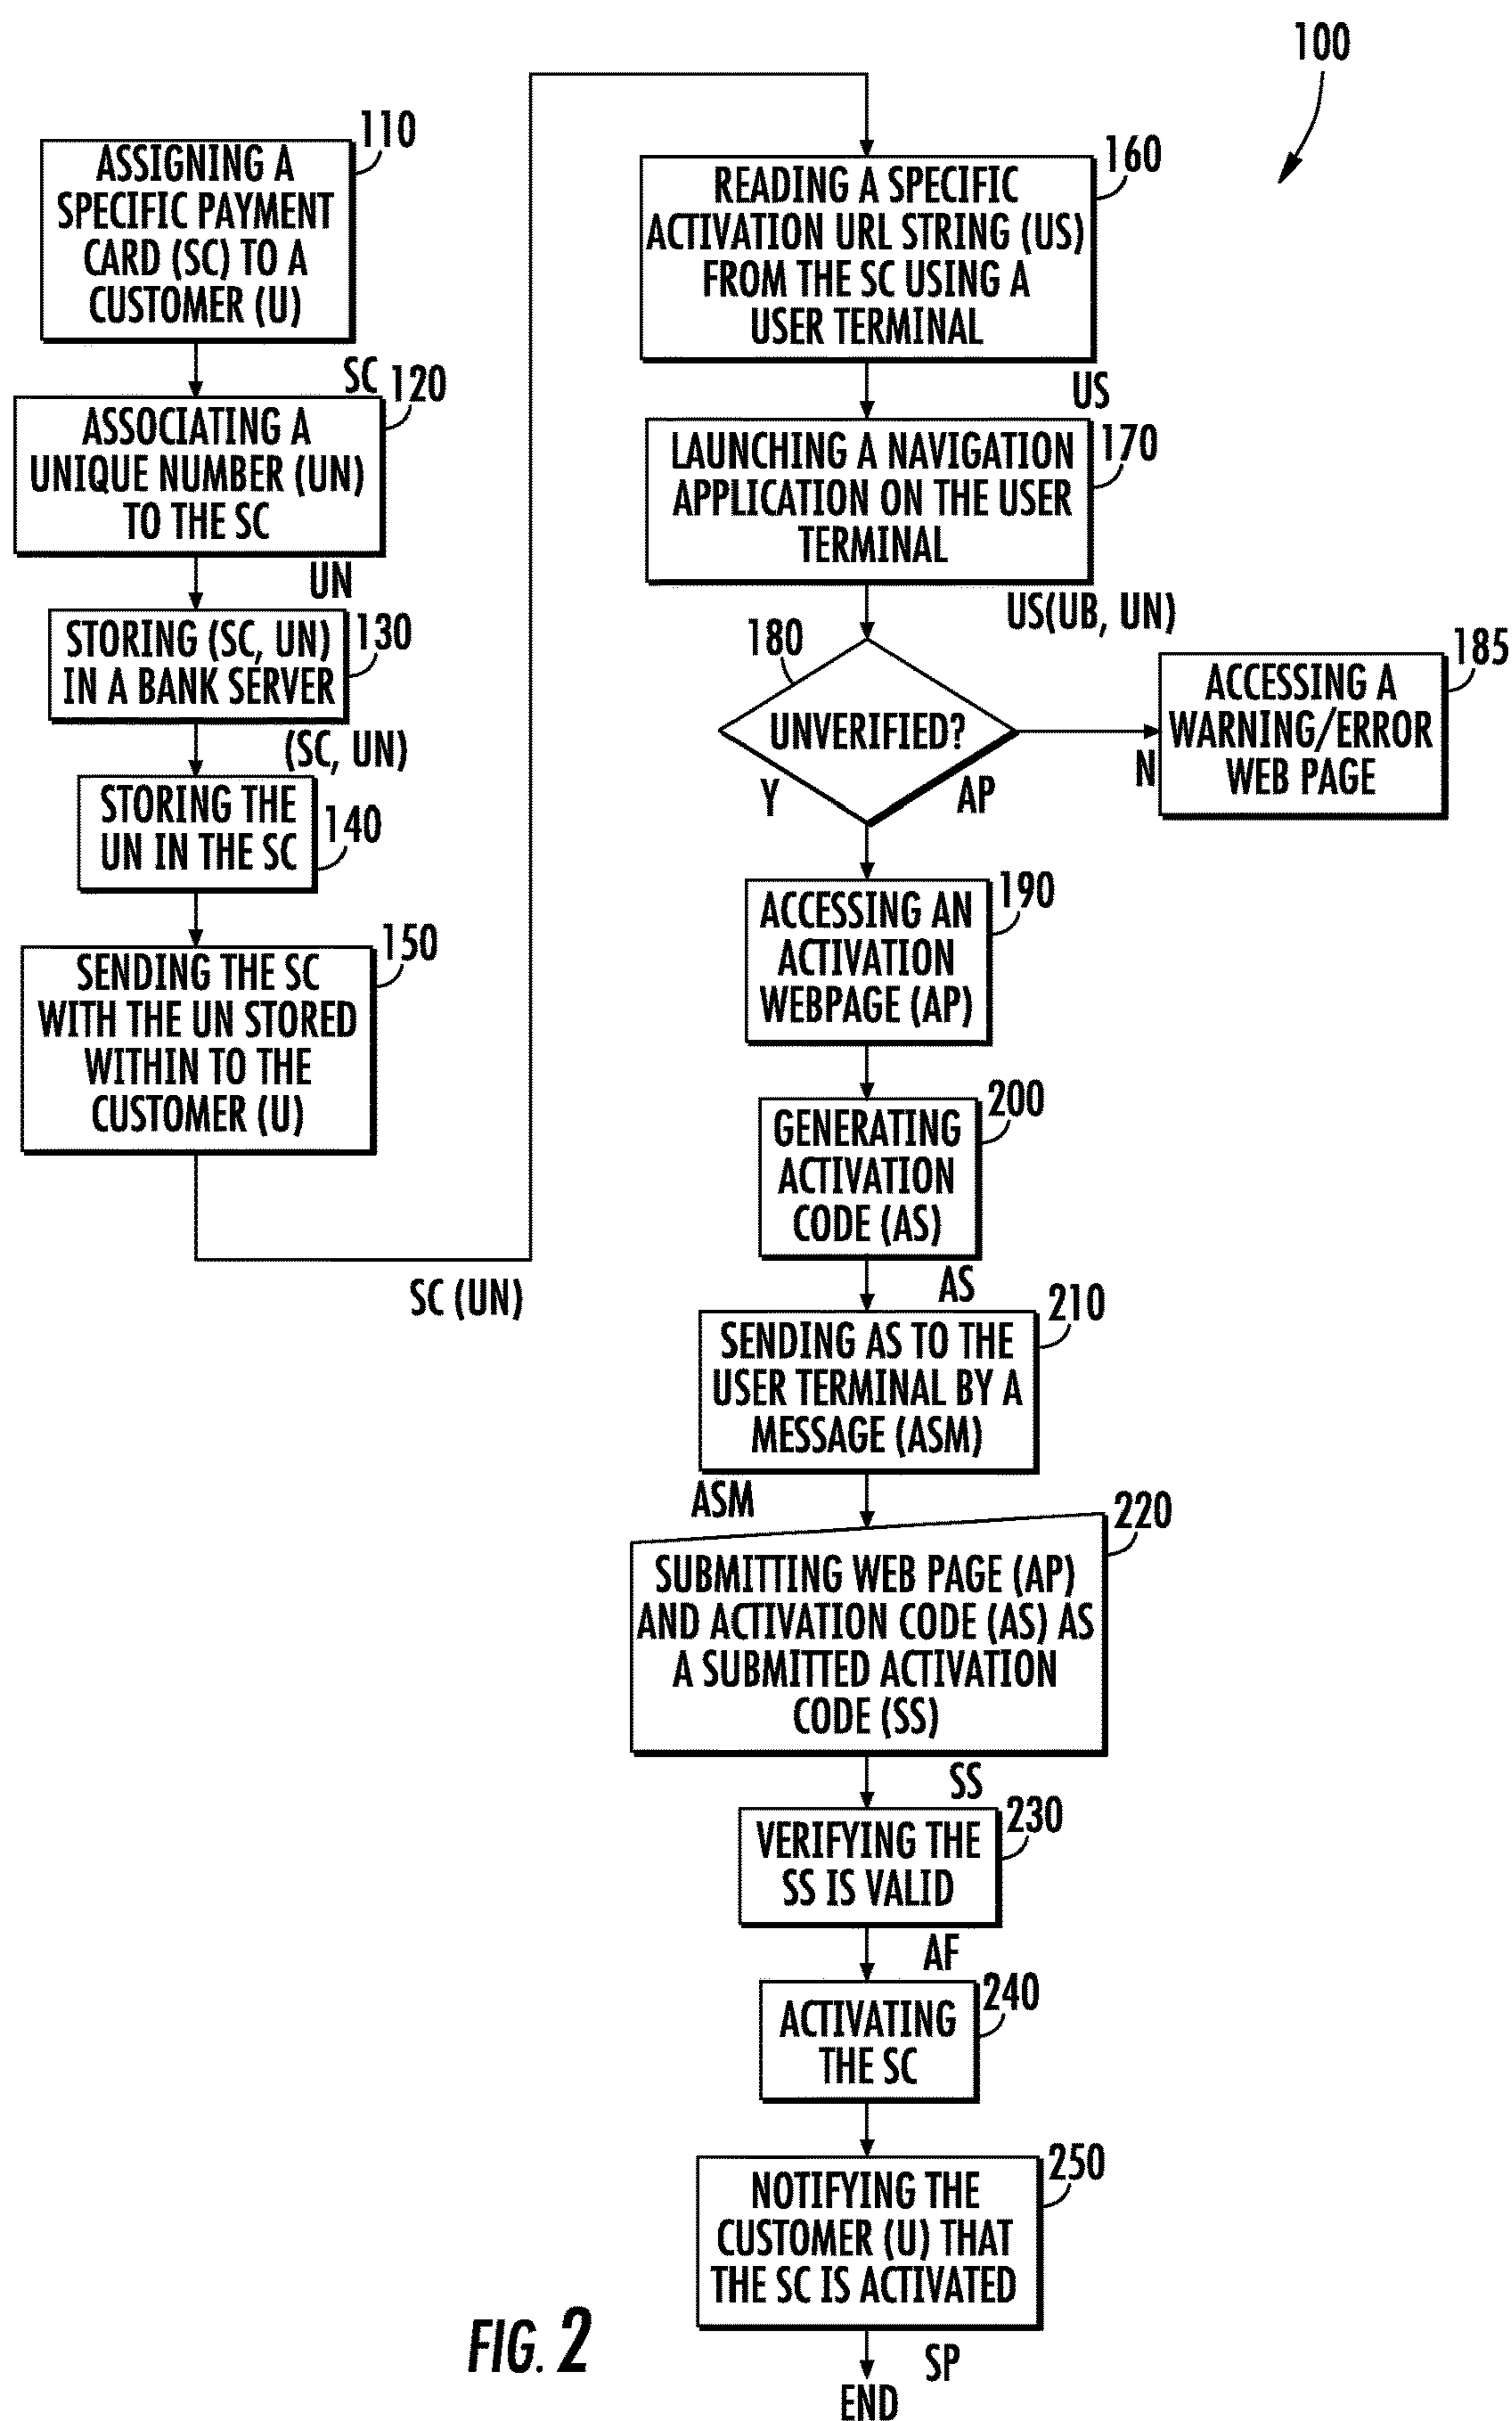 100
110
ASSIGNING A
SPECIFIC PAYMENT
CARD (SC) TO A
CUSTOMER (U)
SC
120
ASSOCIATING A
UNIQUE NUMBER (UN)
TO THE SC
UN
130
STORING (SC, UN)
IN A BANK SERVER
(SC, UN)
140
STORING THE
UN IN THE SC
150
SENDING THE SC
WITH THE UN STORED
WITHIN TO THE
CUSTOMER (U)
SC (UN)
160
READING A SPECIFIC
ACTIVATION URL STRING (US)
FROM THE SC USING A
USER TERMINAL
US
170
LAUNCHING A NAVIGATION
APPLICATION ON THE USER
TERMINAL
US(UB, UN)
180
UNVERIFIED?
Y
AP
N
185
ACCESSING A
WARNING/ERROR
WEB PAGE
190
ACCESSING AN
ACTIVATION
WEBPAGE (AP)
200
GENERATING
ACTIVATION
CODE (AS)
AS
210
SENDING AS TO THE
USER TERMINAL BY A
MESSAGE (ASM)
ASM
220
SUBMITTING WEB PAGE (AP)
AND ACTIVATION CODE (AS) AS
A SUBMITTED ACTIVATION
CODE (SS)
SS
230
VERIFYING THE
SS IS VALID
AF
240
ACTIVATING
THE SC
250
NOTIFYING THE
CUSTOMER (U) THAT
THE SC IS ACTIVATED
SP
END
FIG. 2